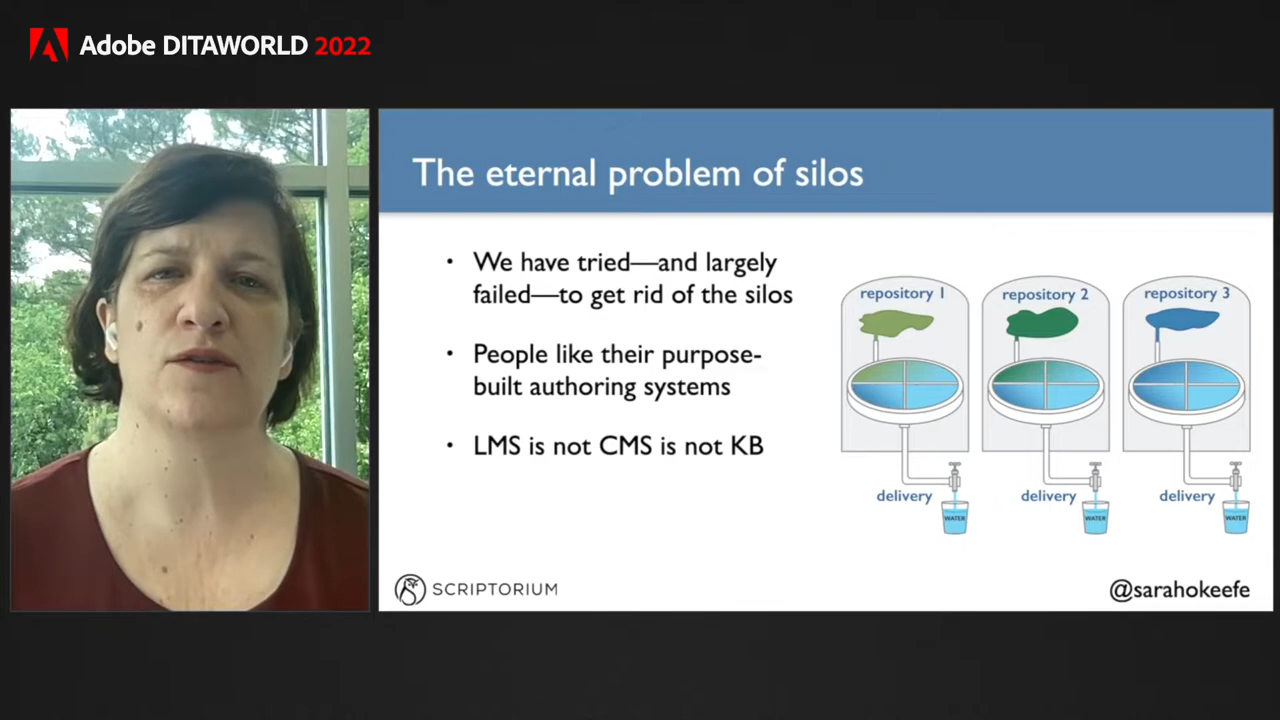 Adobe DITAWORLD 2022
The eternal problem of silos
• We have tried—and largely
failed—to get rid of the silos
• People like their purpose-
built authoring systems
• LMS is not CMS is not KB
repository 1
repository 2
repository 3
delivery
delivery
delivery
WATER
WATER
WATER
SCRIPTORIUM
@sarahokeefe